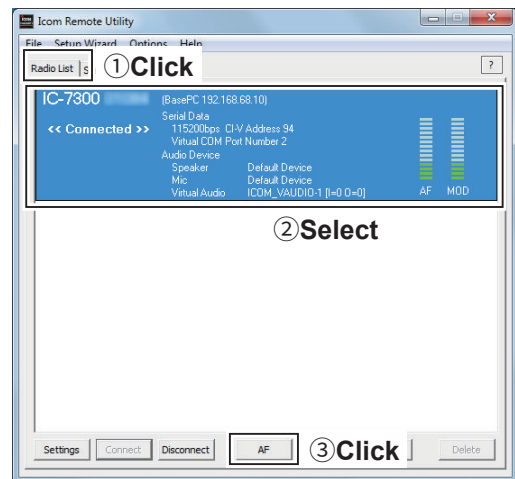 Icom Remote Utility
File Setup Wizard Options Help
Radio List
①Click
?
IC-7300 (BasePC 192.168.68.10)
Serial Data
<< Connected >> 115200bps CI-V Address 94
Virtual COM Port Number 2
Audio Device
Speaker Default Device
Mic Default Device
Virtual Audio ICOM_VAUDIO-1 [I=0 O=0] AF MOD
②Select
Settings Connect Disconnect AF ③Click Delete